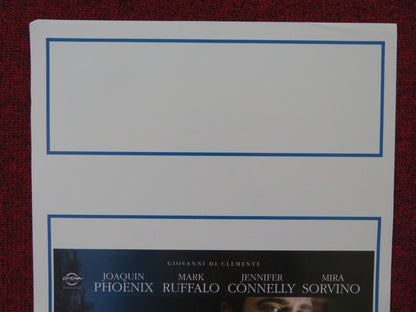 GIOVANNI DI CLEMENTE
JOAQUIN MARK JENNIFER MIRA
PHOENIX RUFFALO CONNELLY SORVINO